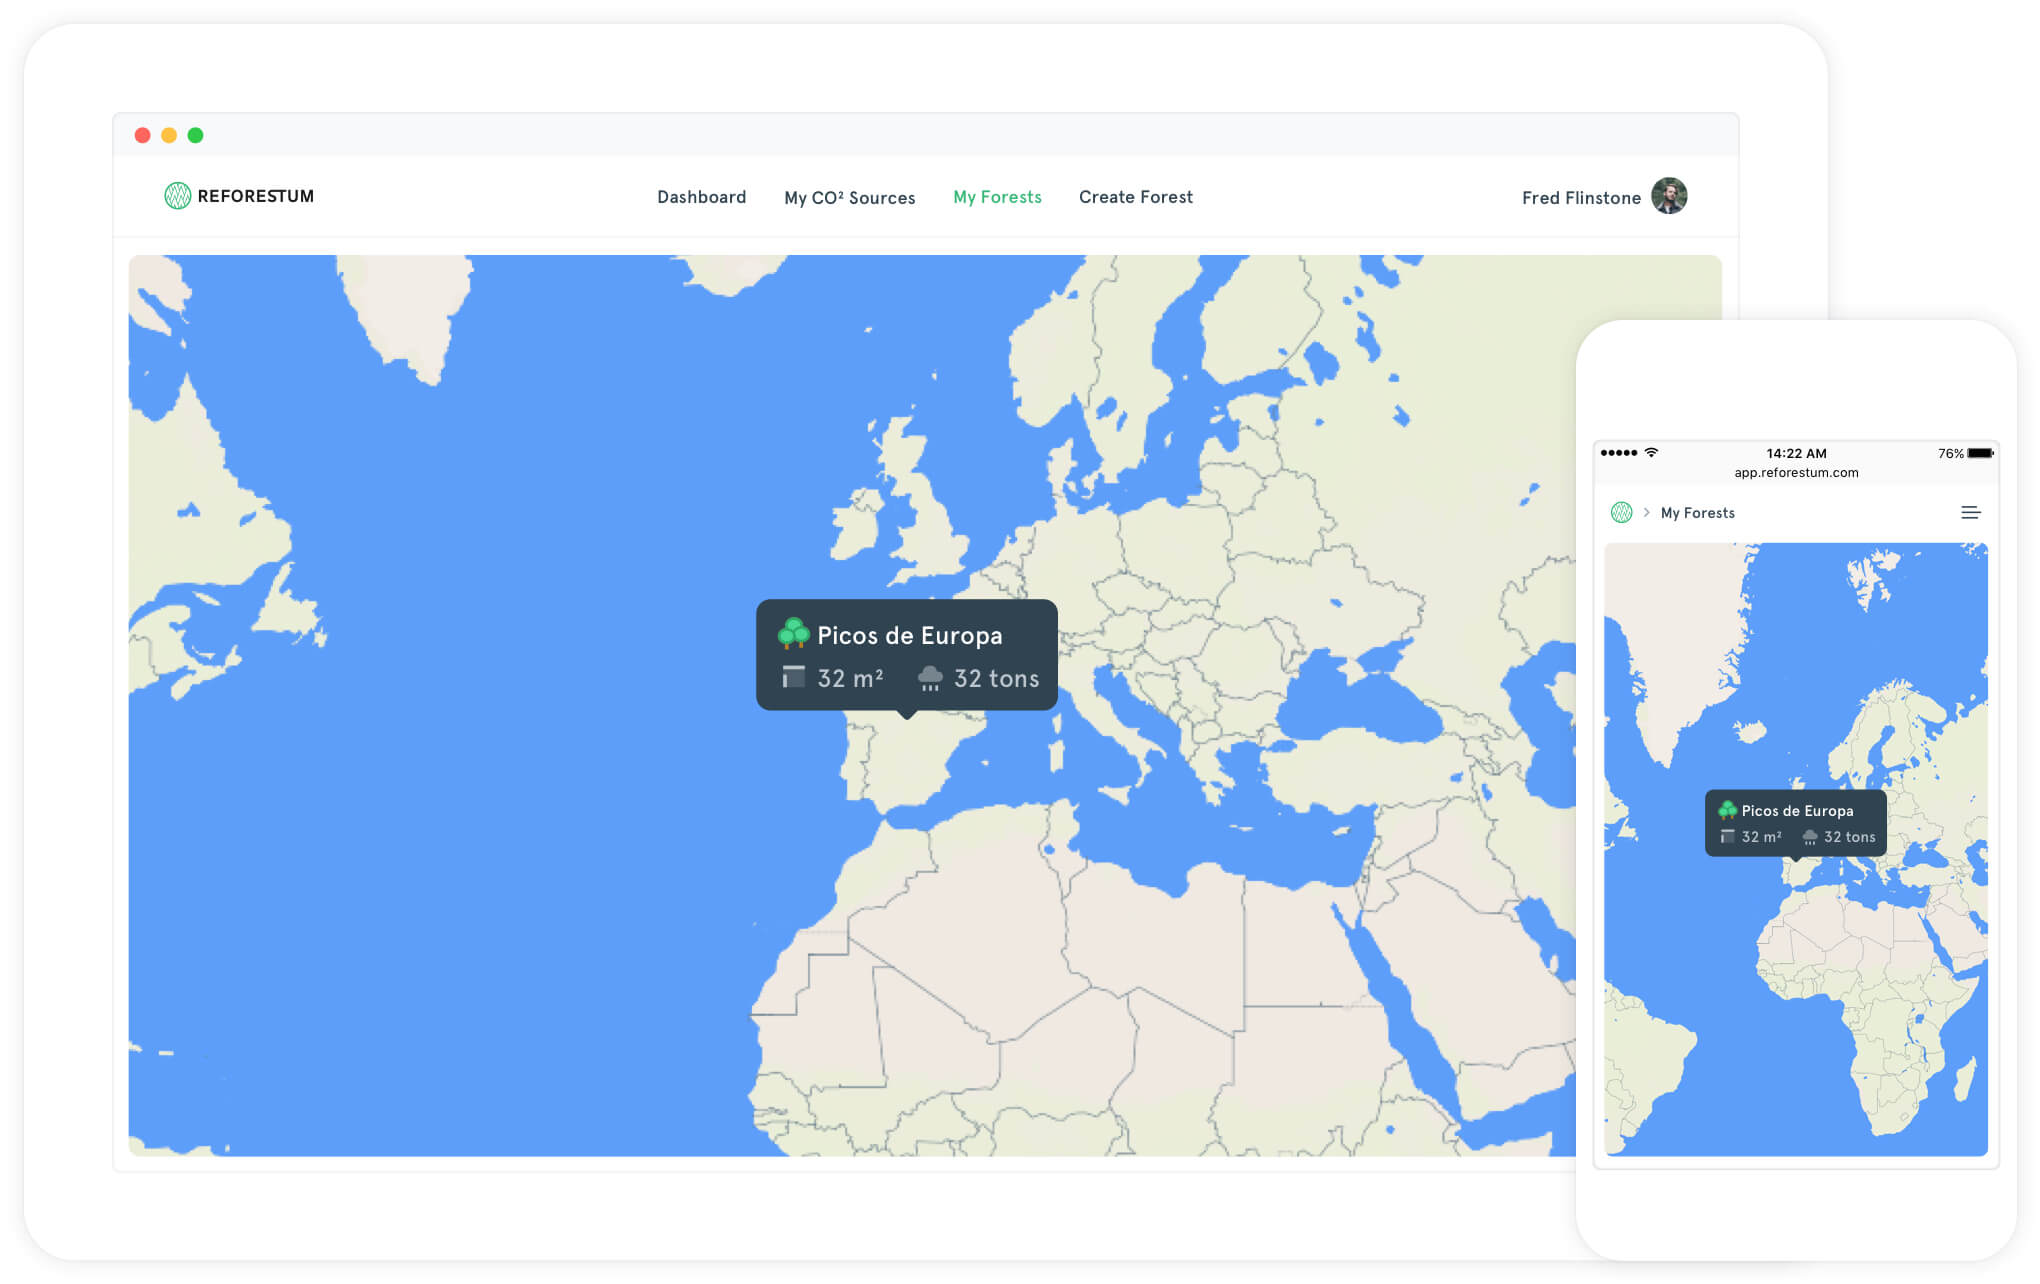 REFORESTUM
Dashboard
My CO² Sources
My Forests
Create Forest
Fred Flinstone
Picos de Europa
32 m²
32 tons
14:22 AM
76%
app.reforestum.com
My Forests
Picos de Europa
32 m²
32 tons